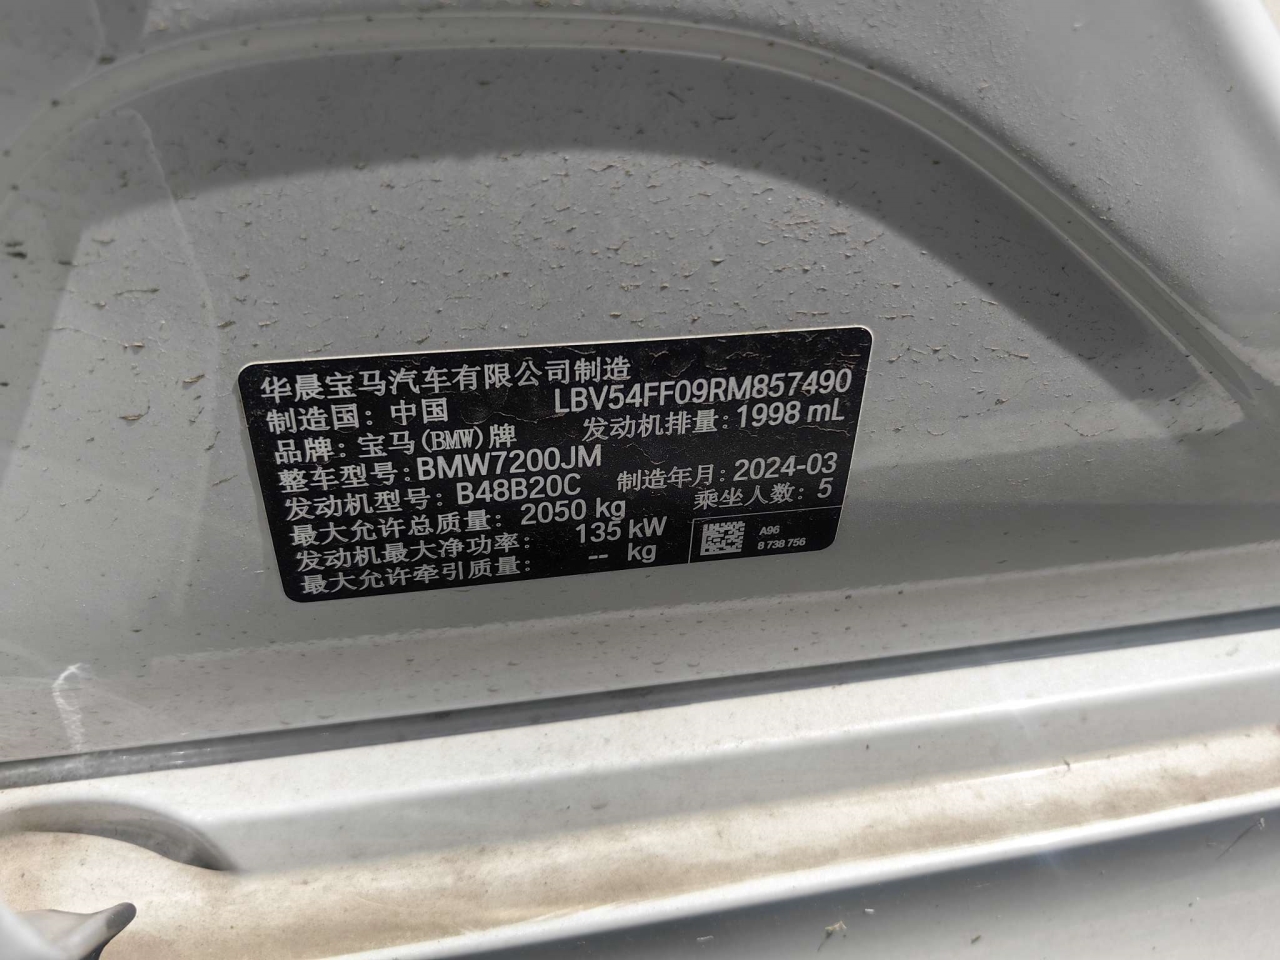 华晨宝马汽车有限公司制造
制造国：中国 LBV54FF09RM857490
品牌：宝马(BMW)牌 发动机排量：1998 mL
整车型号：BMW7200JM
发动机型号：B48B20C 制造年月：2024-03
最大允许总质量：2050 kg 乘坐人数：5
发动机最大净功率：135 kW
最大允许牵引质量：-- kg
A96
8 738 756